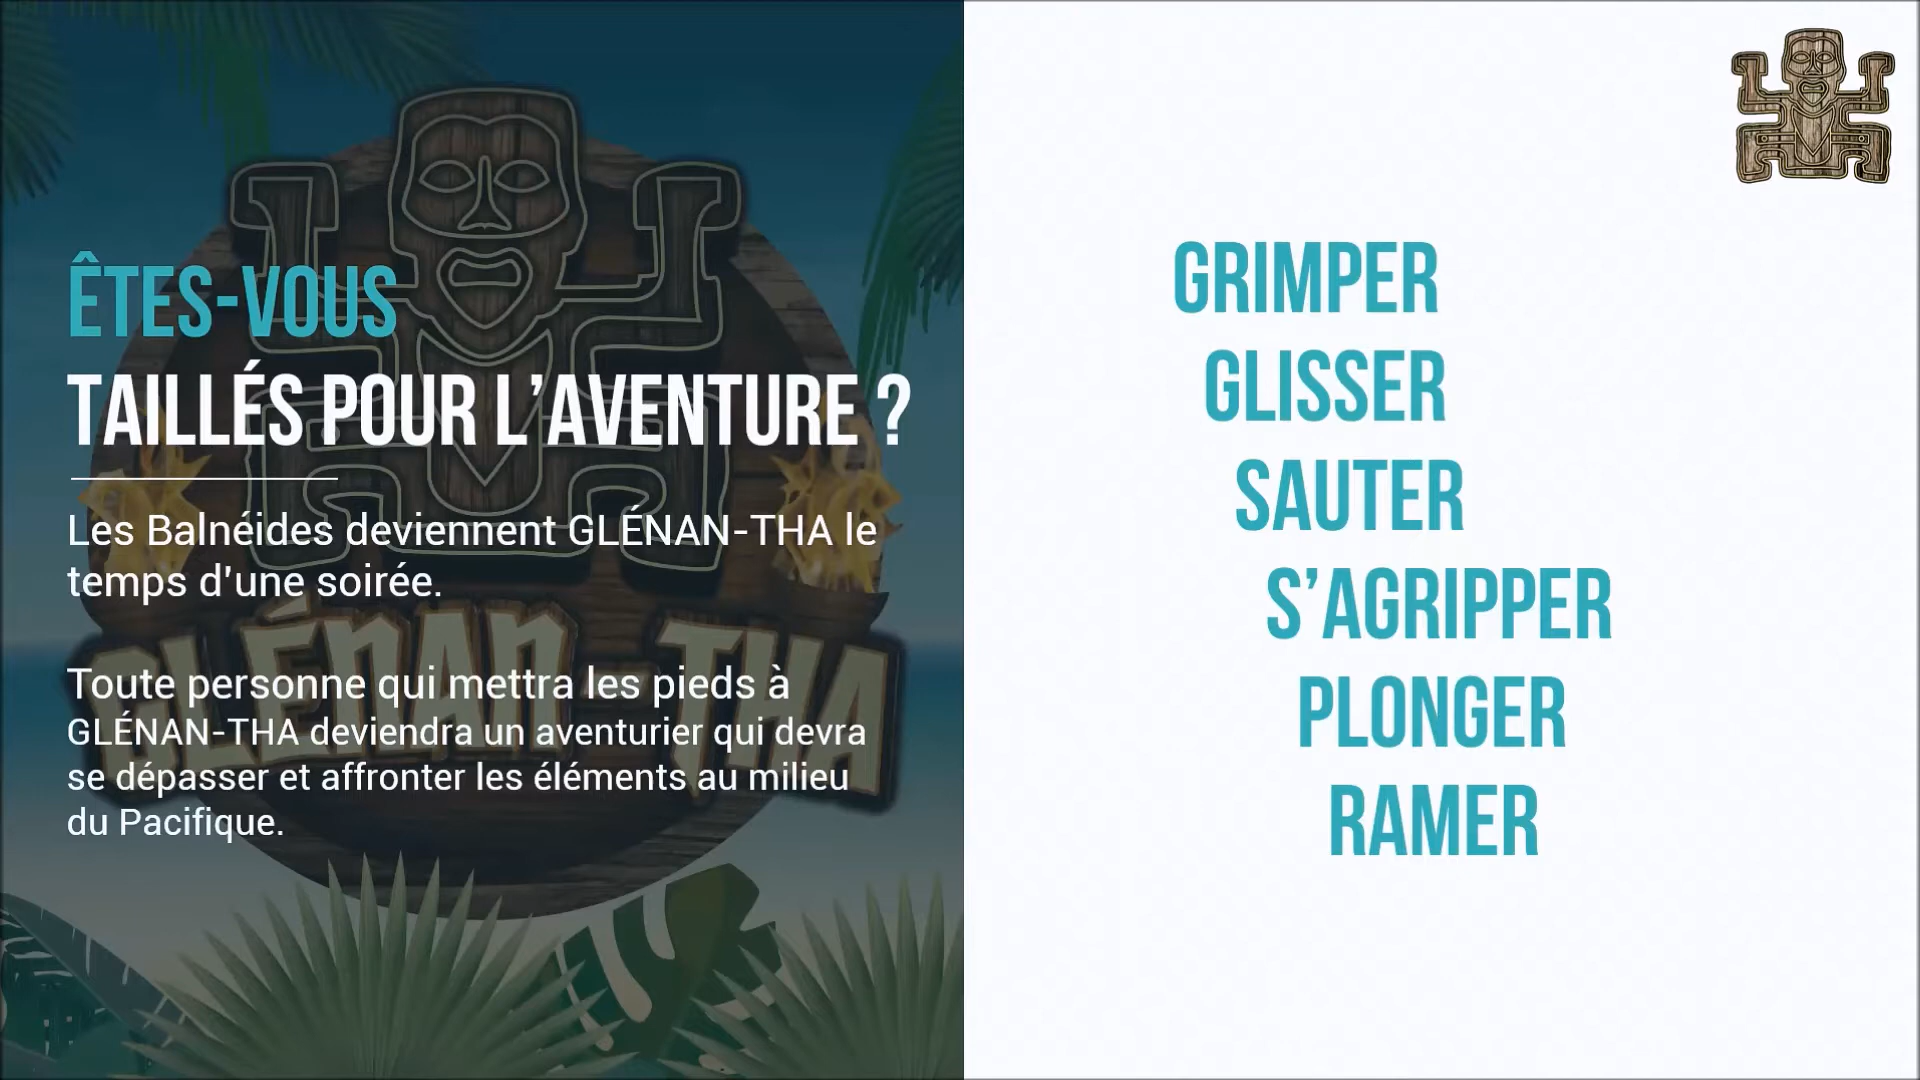 ÊTES-VOUS
TAILLÉS POUR L’AVENTURE ?
Les Balnéides deviennent GLÉNAN-THA le
temps d'une soirée.
Toute personne qui mettra les pieds à
GLÉNAN-THA deviendra un aventurier qui devra
se dépasser et affronter les éléments au milieu
du Pacifique.
GLÉNAN-THA
GRIMPER
GLISSER
SAUTER
S’AGRIPPER
PLONGER
RAMER